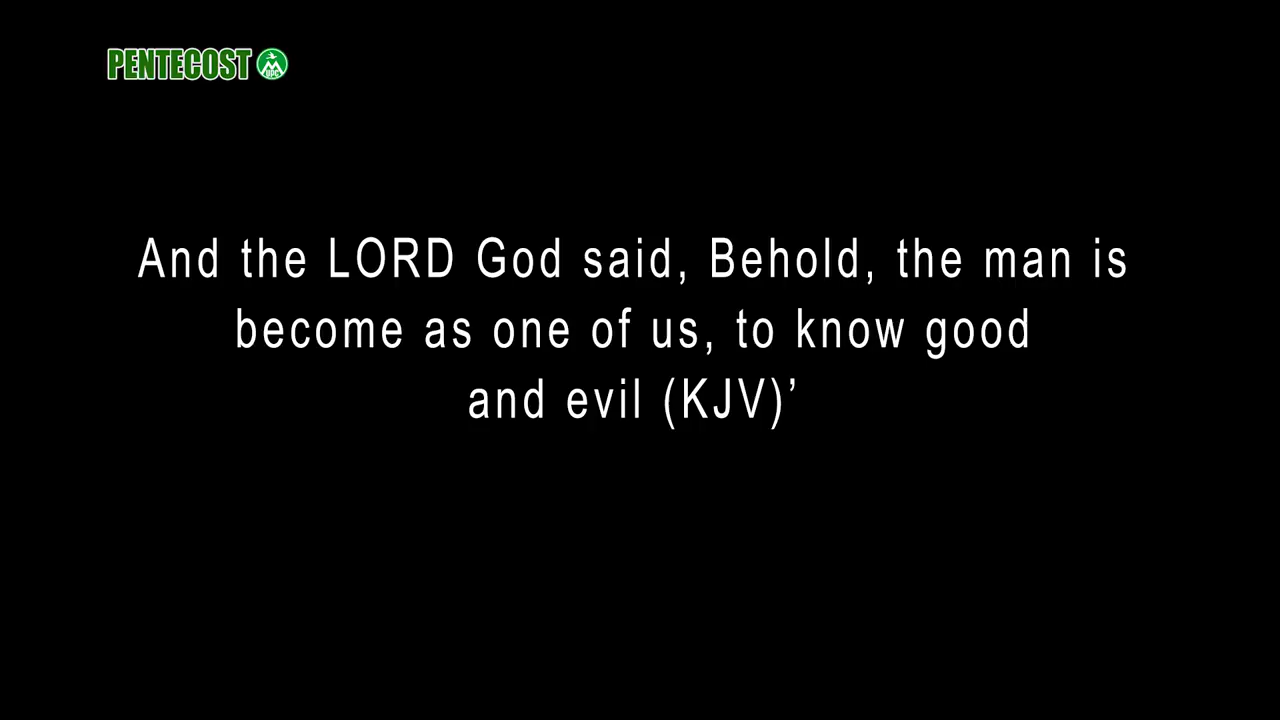 PENTECOST
UPC
And the LORD God said, Behold, the man is
become as one of us, to know good
and evil (KJV)’